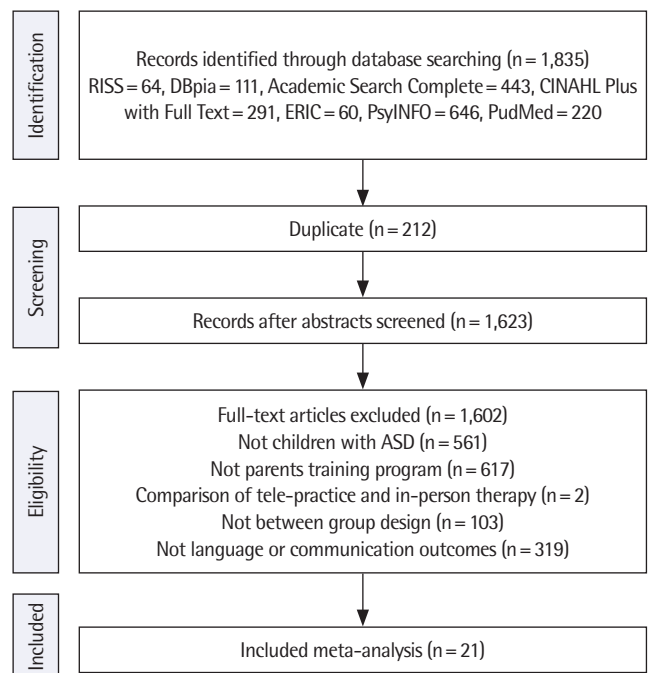 Identification
Records identified through database searching (n = 1,835)
RISS = 64, DBpia = 111, Academic Search Complete = 443, CINAHL Plus
with Full Text = 291, ERIC = 60, PsyINFO = 646, PudMed = 220
Screening
Duplicate (n = 212)
Records after abstracts screened (n = 1,623)
Eligibility
Full-text articles excluded (n = 1,602)
Not children with ASD (n = 561)
Not parents training program (n = 617)
Comparison of tele-practice and in-person therapy (n = 2)
Not between group design (n = 103)
Not language or communication outcomes (n = 319)
Included
Included meta-analysis (n = 21)